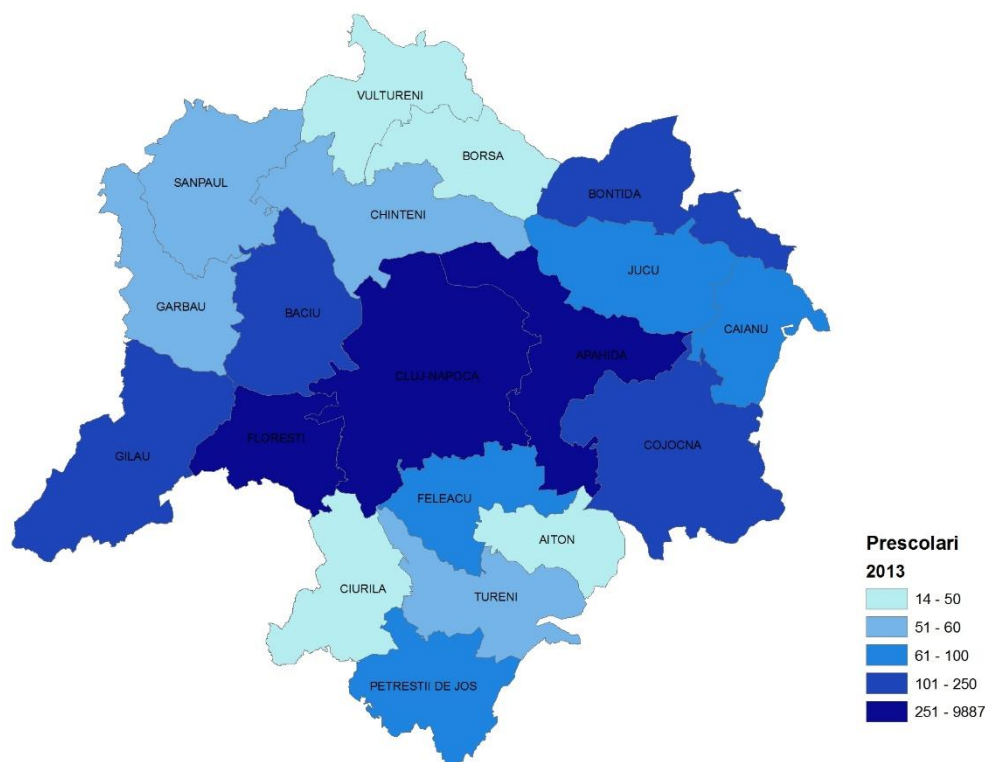 VULTURENI
BORSA
SANPAUL
BONTIDA
CHINTENI
JUCU
GARBAU
BACIU
CAIANU
APAHIDA
CLUJ-NAPOCA
FLORESTI
COJOCNA
GILAU
FELEACU
AITON
CIURILA
TURENI
PETRESTII DE JOS
Prescolari
2013
14 - 50
51 - 60
61 - 100
101 - 250
251 - 9887